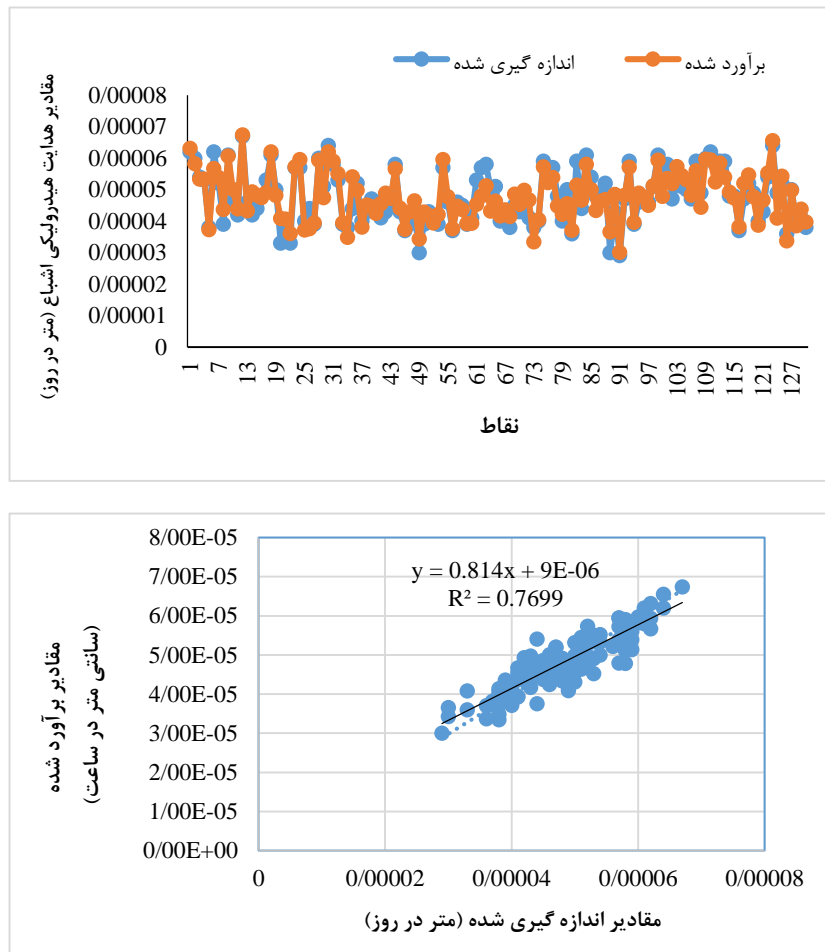 اندازه گیری شده
برآورد شده
مقادیر هدایت هیدرولیکی اشباع (متر در روز)
0/00008
0/00007
0/00006
0/00005
0/00004
0/00003
0/00002
0/00001
0
1
7
13
19
25
31
37
43
49
55
61
67
73
79
85
91
97
103
109
115
121
127
نقاط
y = 0.814x + 9E-06
R² = 0.7699
مقادیر برآورد شده
(سانتی متر در ساعت)
8/00E-05
7/00E-05
6/00E-05
5/00E-05
4/00E-05
3/00E-05
2/00E-05
1/00E-05
0/00E+00
0
0/00002
0/00004
0/00006
0/00008
مقادیر اندازه گیری شده (متر در روز)